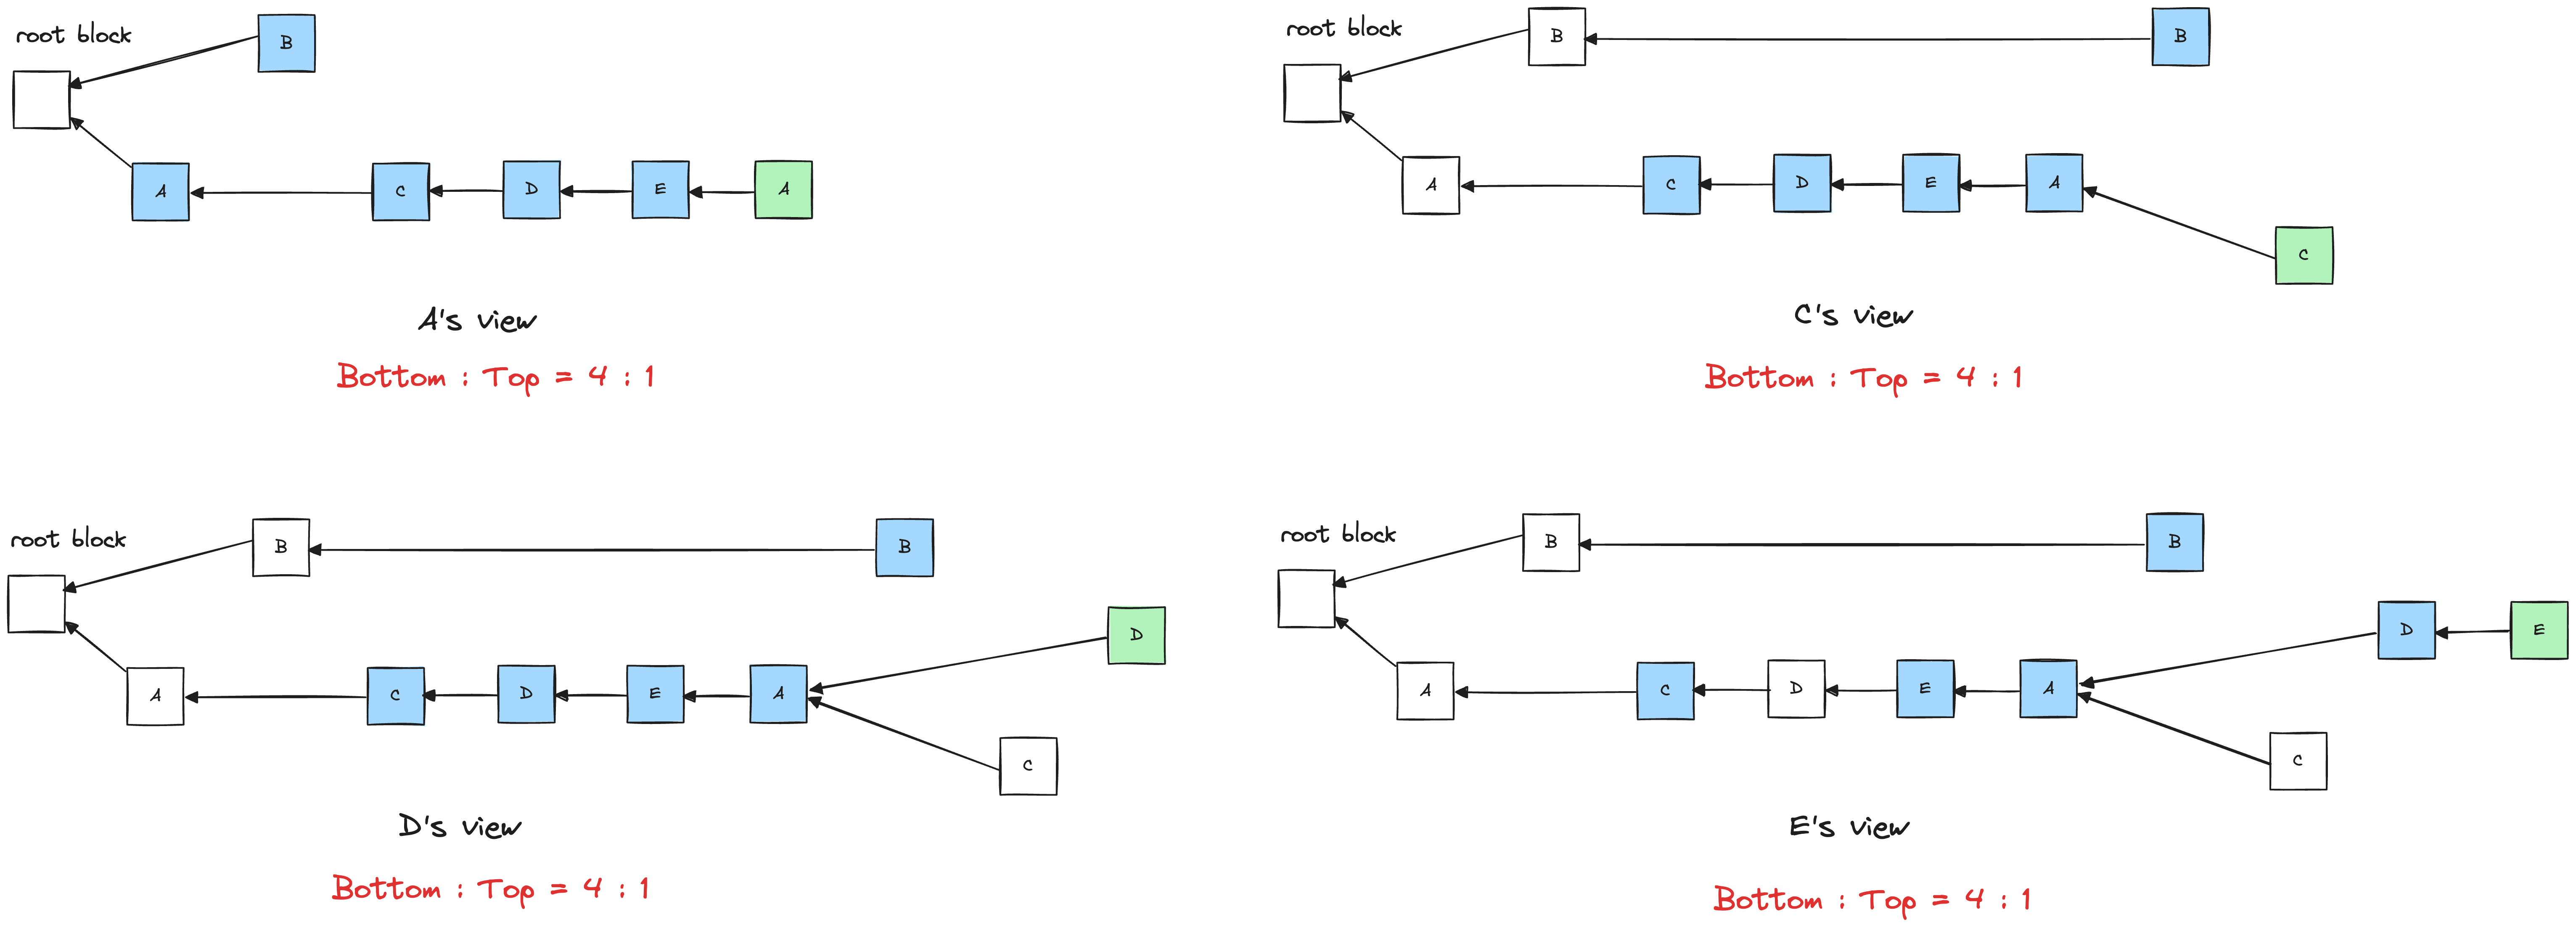 root block
B
A
C
D
E
A
A's view
Bottom : Top = 4 : 1
root block
B
B
A
C
D
E
A
C
C's view
Bottom : Top = 4 : 1
root block
B
B
D
A
C
D
E
A
C
D's view
Bottom : Top = 4 : 1
root block
B
B
D
E
A
C
D
E
A
C
E's view
Bottom : Top = 4 : 1